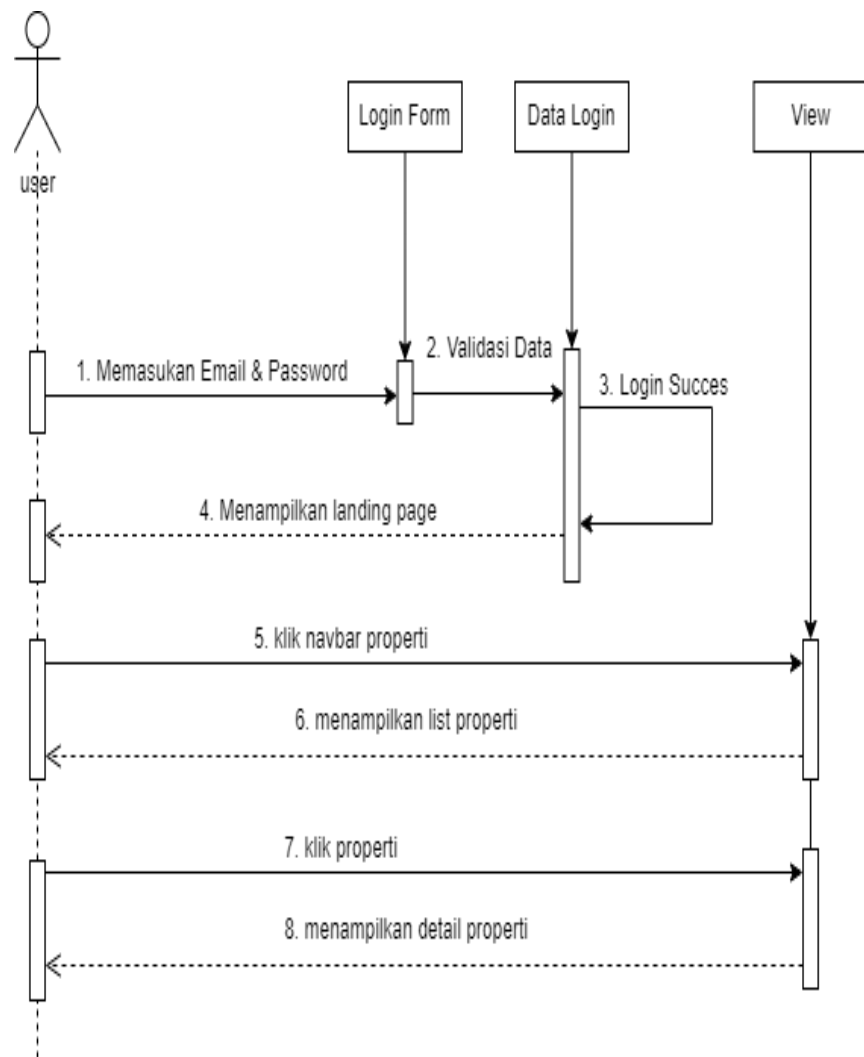 Login Form
Data Login
View
user
1. Memasukan Email & Password
2. Validasi Data
3. Login Succes
4. Menampilkan landing page
5. klik navbar properti
6. menampilkan list properti
7. klik properti
8. menampilkan detail properti